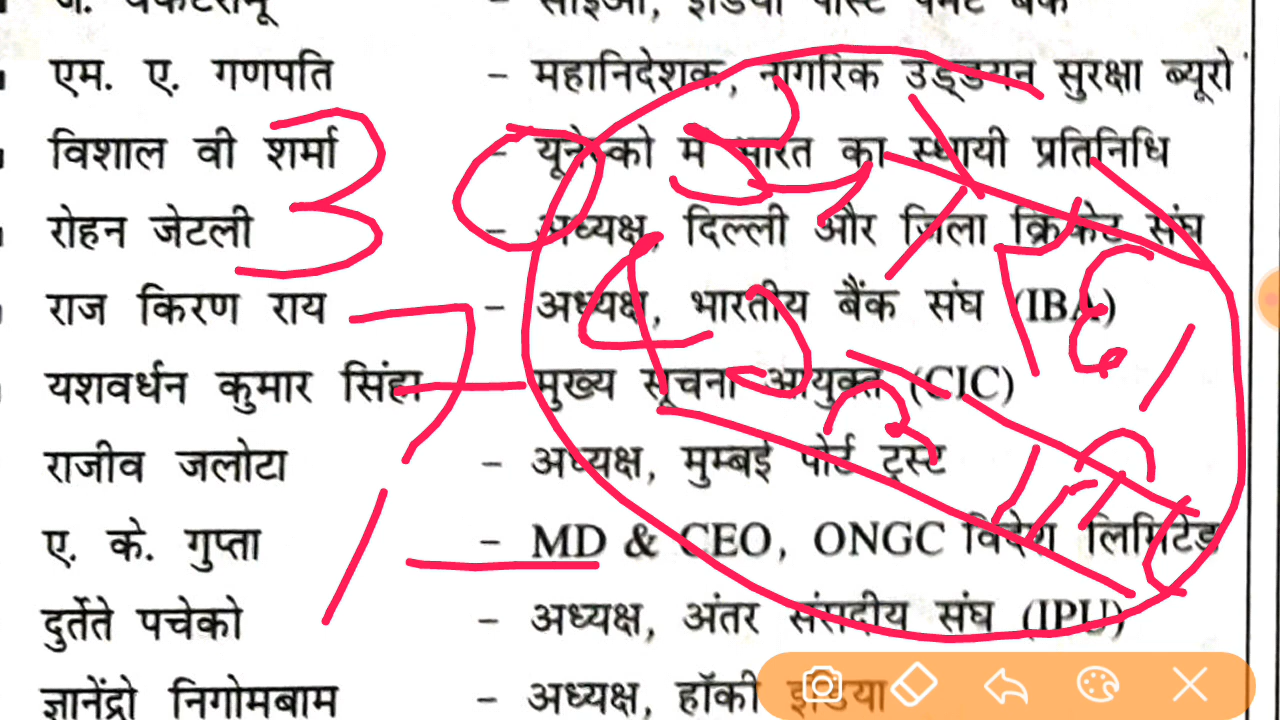 जे. वेंकटरामू - सीईओ, इंडिया पोस्ट पेमेंट बैंक
एम. ए. गणपति - महानिदेशक, नागरिक उड्डयन सुरक्षा ब्यूरो
विशाल वी शर्मा - यूनेस्को में भारत का स्थायी प्रतिनिधि
रोहन जेटली - अध्यक्ष, दिल्ली और जिला क्रिकेट संघ
राज किरण राय - अध्यक्ष, भारतीय बैंक संघ (IBA)
यशवर्धन कुमार सिंहा - मुख्य सूचना आयुक्त (CIC)
राजीव जलोटा - अध्यक्ष, मुम्बई पोर्ट ट्रस्ट
ए. के. गुप्ता - MD & CEO, ONGC विदेश लिमिटेड
दुर्तेते पचेको - अध्यक्ष, अंतर संसदीय संघ (IPU)
ज्ञानेंद्रो निगोमबाम - अध्यक्ष, हॉकी इंडिया